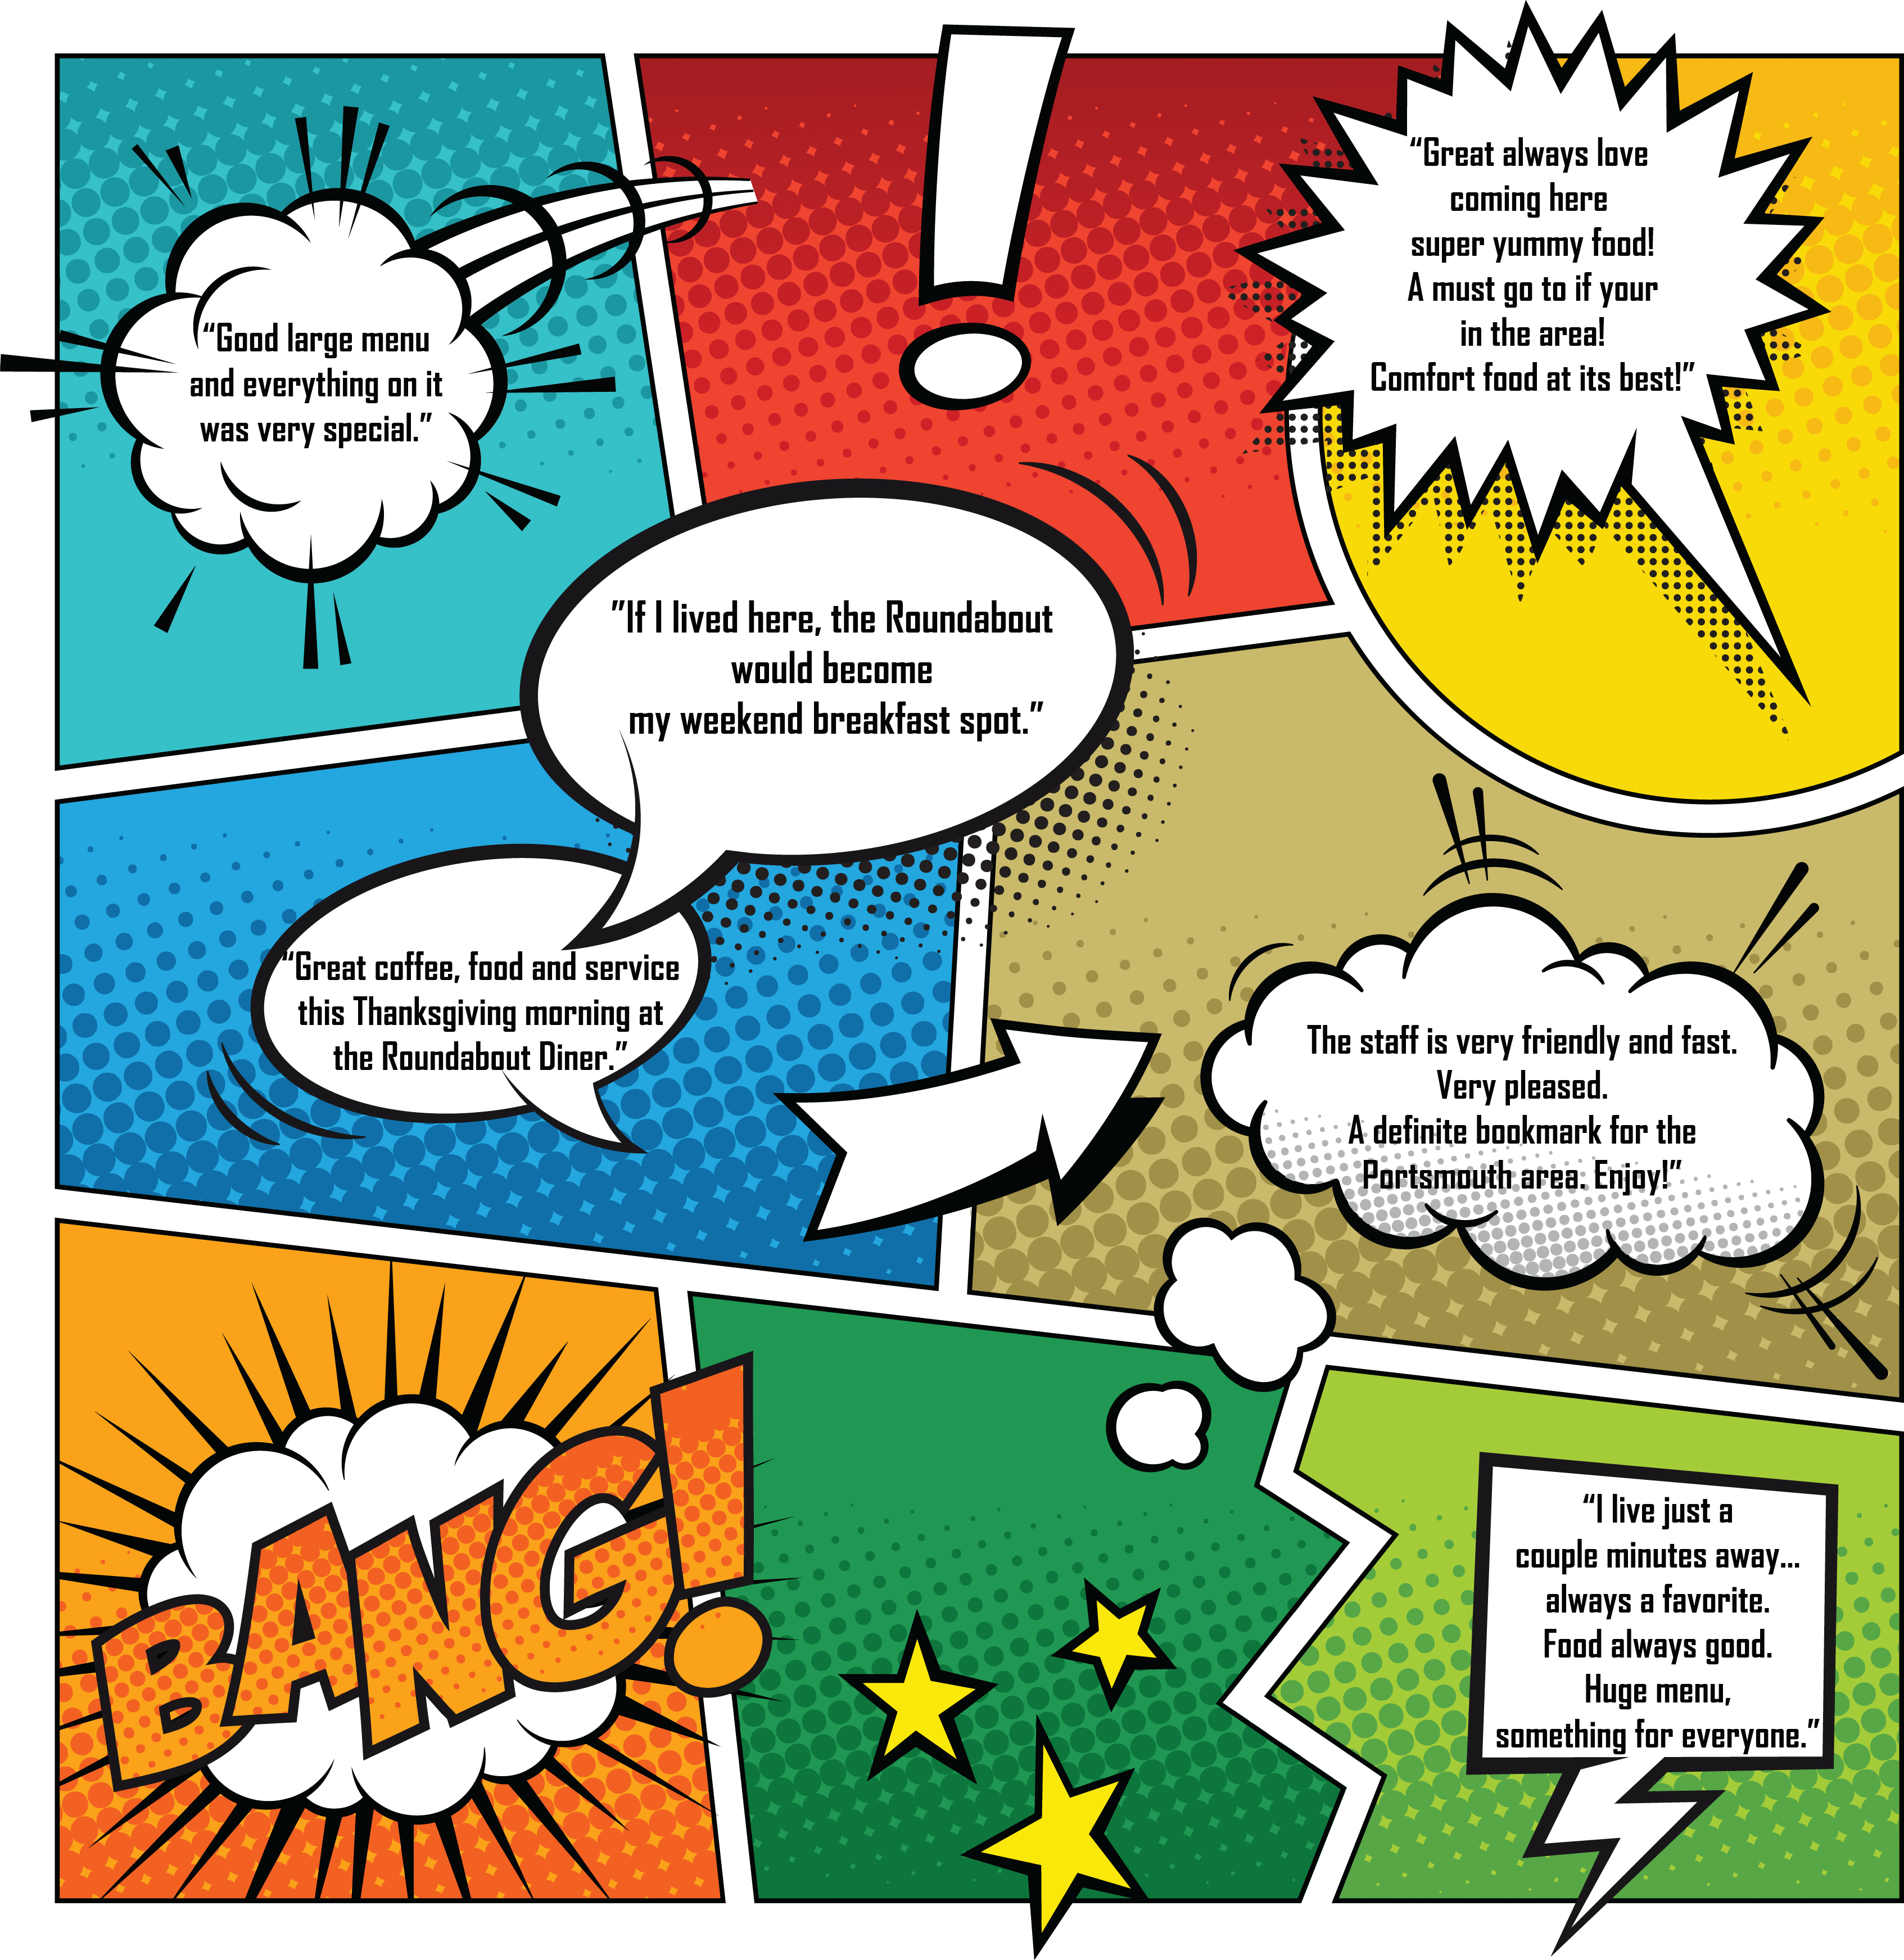 “Good large menu
and everything on it
was very special.”
“Great always love
coming here
super yummy food!
A must go to if your
in the area!
Comfort food at its best!”
”If I lived here, the Roundabout
would become
my weekend breakfast spot.”
“Great coffee, food and service
this Thanksgiving morning at
the Roundabout Diner.”
The staff is very friendly and fast.
Very pleased.
A definite bookmark for the
Portsmouth area. Enjoy!”
BANG!
“I live just a
couple minutes away...
always a favorite.
Food always good.
Huge menu,
something for everyone.”